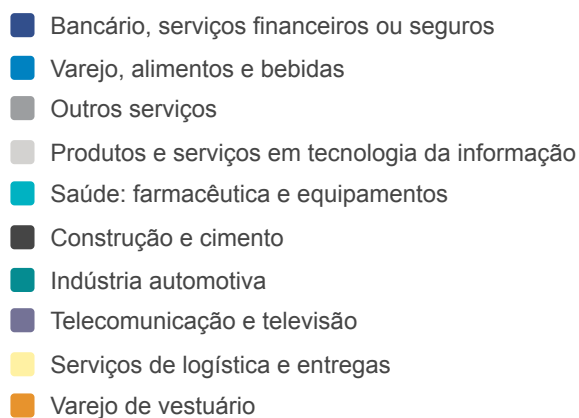 Bancário, serviços financeiros ou seguros
Varejo, alimentos e bebidas
Outros serviços
Produtos e serviços em tecnologia da informação
Saúde: farmacêutica e equipamentos
Construção e cimento
Indústria automotiva
Telecomunicação e televisão
Serviços de logística e entregas
Varejo de vestuário